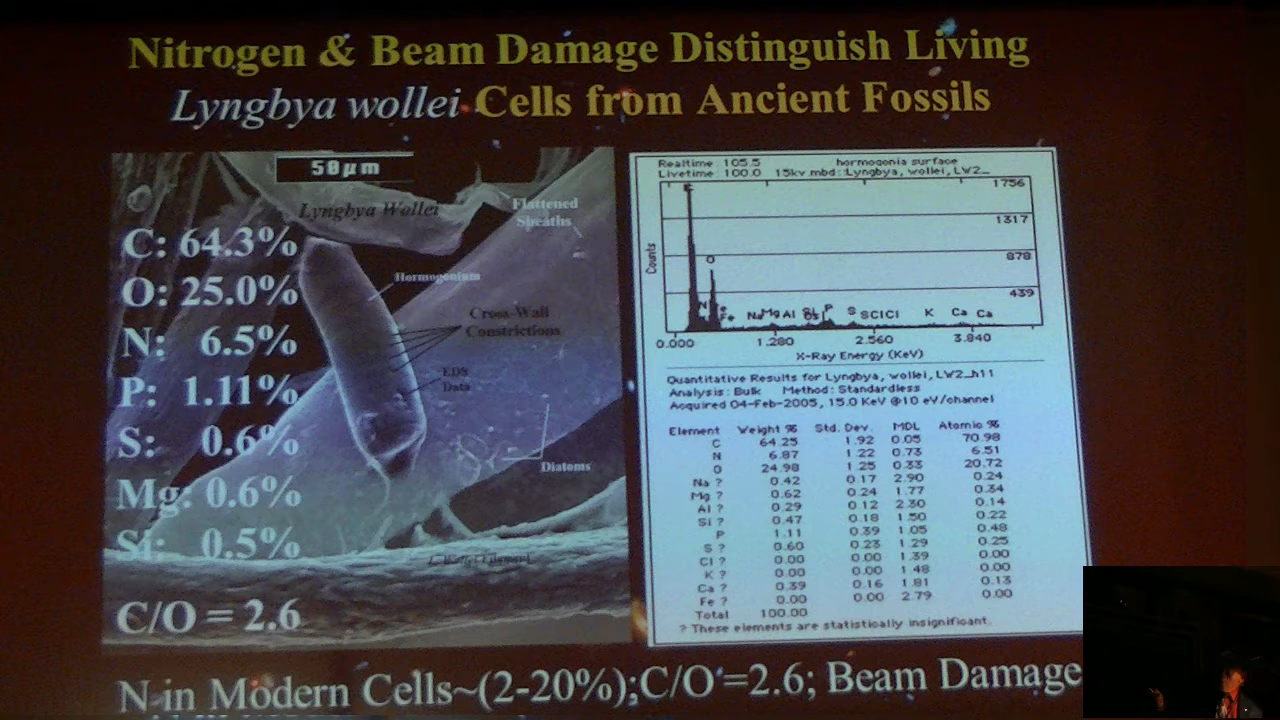 Nitrogen & Beam Damage Distinguish Living
Lyngbya wollei Cells from Ancient Fossils
50µm
Lyngbya Wollei
Flattened
Sheaths
C: 64.3%
O: 25.0%
N: 6.5%
P: 1.11%
S: 0.6%
Mg: 0.6%
Si: 0.5%
C/O = 2.6
Hormogonium
Cross-Wall
Constrictions
EDS
Data
Diatoms
L. Wollei Filament
Realtime : 105.5 hormogonia surface
Livetime : 100.0 15kv mbd::Lyngbya, wollei, LW2_
1756
1317
878
439
Counts
C
O
N
Fe
Na Mg Al Si P S S Cl Cl K Ca Ca
0.000 1.280 2.560 3.840
X-Ray Energy (KeV)
Quantitative Results for Lyngbya, wollei, LW2_h11
Analysis: Bulk Method: Standardless
Acquired 04-Feb-2005, 15.0 KeV @10 eV/channel
Element Weight % Std. Dev. MDL Atomic %
C 64.25 1.92 0.05 70.98
N 6.87 1.22 0.73 6.51
O 24.98 1.25 0.33 20.72
Na ? 0.42 0.17 2.90 0.24
Mg ? 0.62 0.24 1.77 0.34
Al ? 0.29 0.12 2.30 0.14
Si ? 0.47 0.18 1.50 0.22
P 1.11 0.39 1.05 0.48
S ? 0.60 0.23 1.29 0.25
Cl ? 0.00 0.00 1.39 0.00
K ? 0.00 0.00 1.48 0.00
Ca ? 0.39 0.16 1.81 0.13
Fe ? 0.00 0.00 2.79 0.00
Total 100.00
? These elements are statistically insignificant.
N in Modern Cells~(2-20%);C/O =2.6; Beam Damage